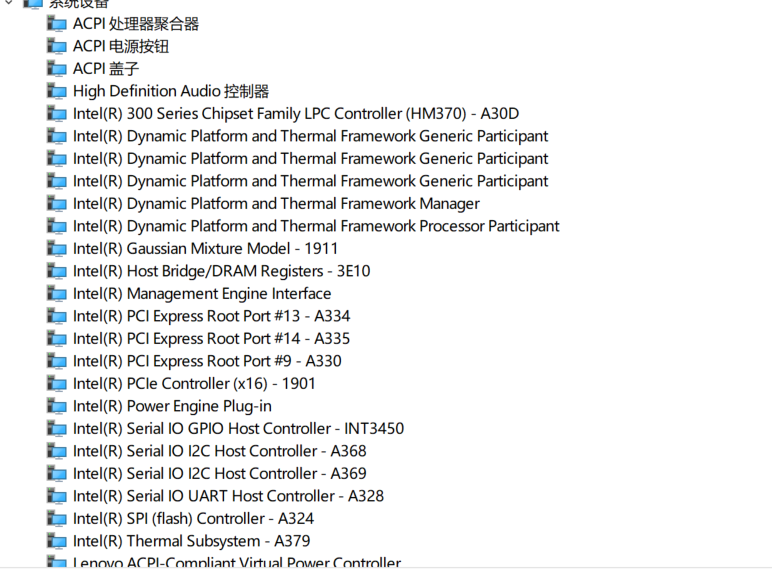 系统设备
ACPI 处理器聚合器
ACPI 电源按钮
ACPI 盖子
High Definition Audio 控制器
Intel(R) 300 Series Chipset Family LPC Controller (HM370) - A30D
Intel(R) Dynamic Platform and Thermal Framework Generic Participant
Intel(R) Dynamic Platform and Thermal Framework Generic Participant
Intel(R) Dynamic Platform and Thermal Framework Generic Participant
Intel(R) Dynamic Platform and Thermal Framework Manager
Intel(R) Dynamic Platform and Thermal Framework Processor Participant
Intel(R) Gaussian Mixture Model - 1911
Intel(R) Host Bridge/DRAM Registers - 3E10
Intel(R) Management Engine Interface
Intel(R) PCI Express Root Port #13 - A334
Intel(R) PCI Express Root Port #14 - A335
Intel(R) PCI Express Root Port #9 - A330
Intel(R) PCIe Controller (x16) - 1901
Intel(R) Power Engine Plug-in
Intel(R) Serial IO GPIO Host Controller - INT3450
Intel(R) Serial IO I2C Host Controller - A368
Intel(R) Serial IO I2C Host Controller - A369
Intel(R) Serial IO UART Host Controller - A328
Intel(R) SPI (flash) Controller - A324
Intel(R) Thermal Subsystem - A379
Lenovo ACPI-Compliant Virtual Power Controller